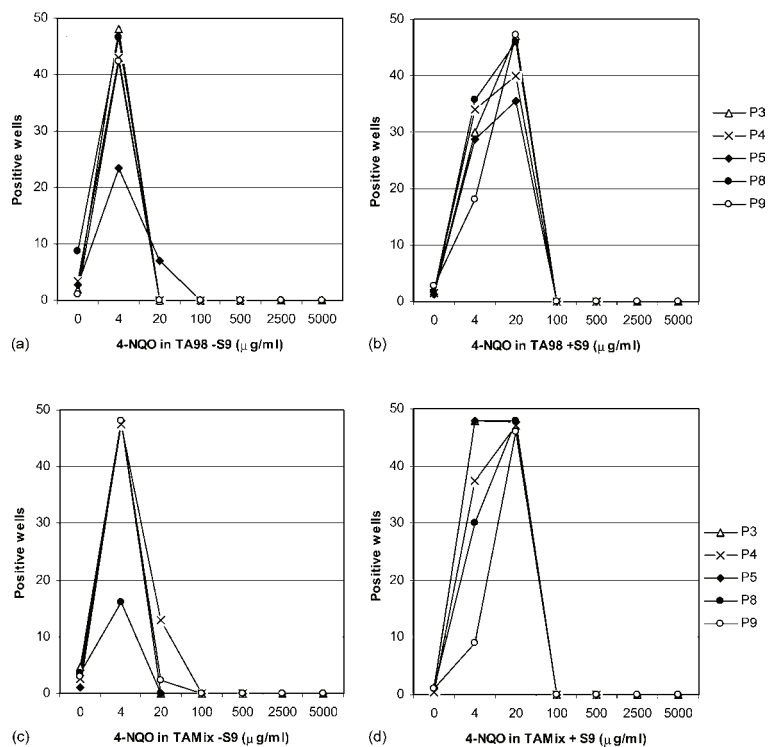 50
40
30
20
10
0
Positive wells
0 4 20 100 500 2500 5000
(a) 4-NQO in TA98 -S9 (μ g/ml)
50
40
30
20
10
0
Positive wells
0 4 20 100 500 2500 5000
(b) 4-NQO in TA98 +S9 (μ g/ml)
P3
P4
P5
P8
P9
50
40
30
20
10
0
Positive wells
0 4 20 100 500 2500 5000
(c) 4-NQO in TAMix -S9 (μ g/ml)
50
40
30
20
10
0
Positive wells
0 4 20 100 500 2500 5000
(d) 4-NQO in TAMix + S9 (μ g/ml)
P3
P4
P5
P8
P9